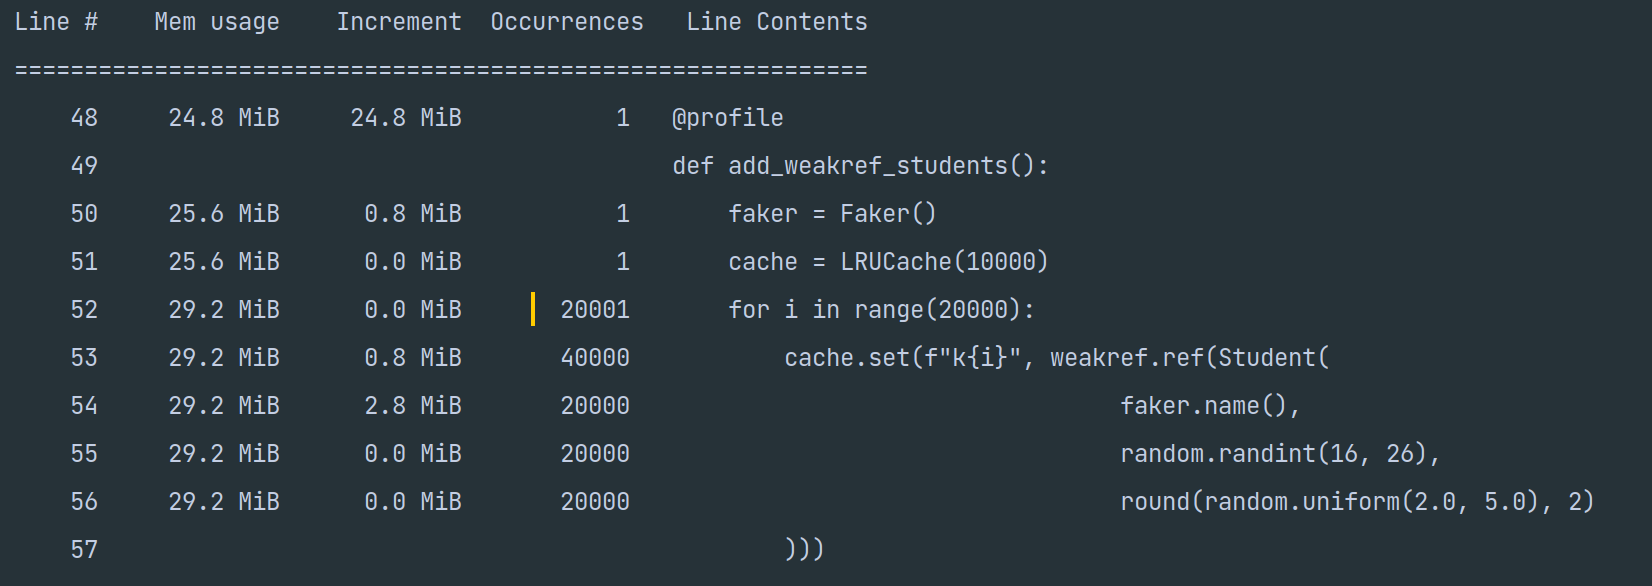 Line #    Mem usage    Increment  Occurrences   Line Contents
=============================================================
    48     24.8 MiB     24.8 MiB           1   @profile
    49                                         def add_weakref_students():
    50     25.6 MiB      0.8 MiB           1       faker = Faker()
    51     25.6 MiB      0.0 MiB           1       cache = LRUCache(10000)
    52     29.2 MiB      0.0 MiB       20001       for i in range(20000):
    53     29.2 MiB      0.8 MiB       40000           cache.set(f"k{i}", weakref.ref(Student(
    54     29.2 MiB      2.8 MiB       20000                                   faker.name(),
    55     29.2 MiB      0.0 MiB       20000                                   random.randint(16, 26),
    56     29.2 MiB      0.0 MiB       20000                                   round(random.uniform(2.0, 5.0), 2)
    57                                                 )))